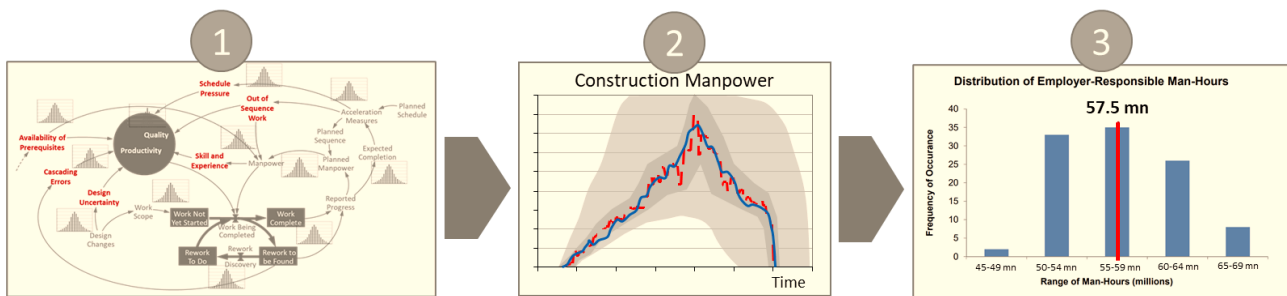 1
2
3
Schedule
Pressure
Out of
Sequence
Work
Acceleration
Measures
Planned
Schedule
Planned
Sequence
Availability of
Prerequisites
Quality
Productivity
Skill and
Experience
Manpower
Planned
Manpower
Expected
Completion
Cascading
Errors
Design
Uncertainty
Work
Scope
Design
Changes
Work Not
Yet Started
Work
Complete
Reported
Progress
Work Being
Completed
Rework
To Do
Rework
Discovery
Rework to
be Found
Construction Manpower
Time
Distribution of Employer-Responsible Man-Hours
57.5 mn
Frequency of Occurance
40
35
30
25
20
15
10
5
0
45-49 mn
50-54 mn
55-59 mn
60-64 mn
65-69 mn
Range of Man-Hours (millions)